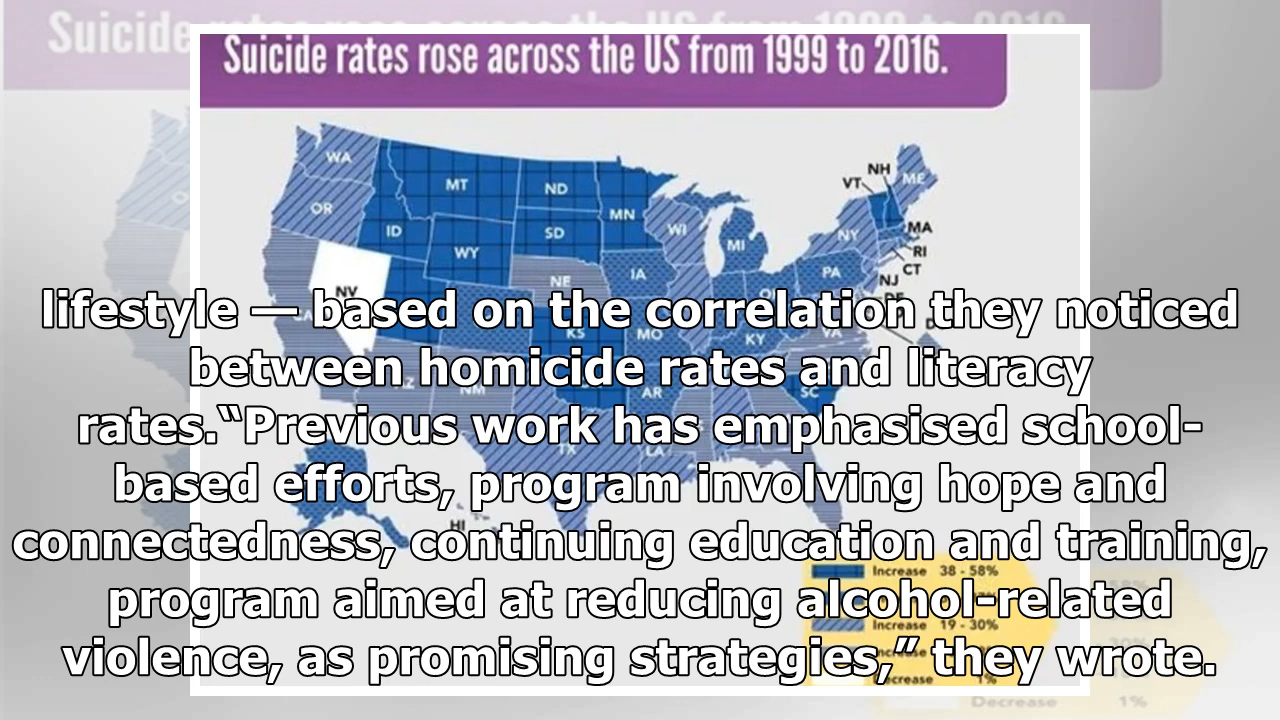 Suicide rates rose across the US from 1999 to 2016.
NH
VT
ME
WA
MT
ND
OR
MN
ID
SD
WI
NY
MA
MI
RI
WY
CT
IA
PA
NJ
NE
NV
lifestyle — based on the correlation they noticed
KS
MO
KY
VA
between homicide rates and literacy
NM
AR
SC
rates.“Previous work has emphasised school-
TX
LA
based efforts, program involving hope and
HI
connectedness, continuing education and training,
Increase 38 - 58%
program aimed at reducing alcohol-related
Increase 19 - 30%
violence, as promising strategies,” they wrote.
Decrease 1%